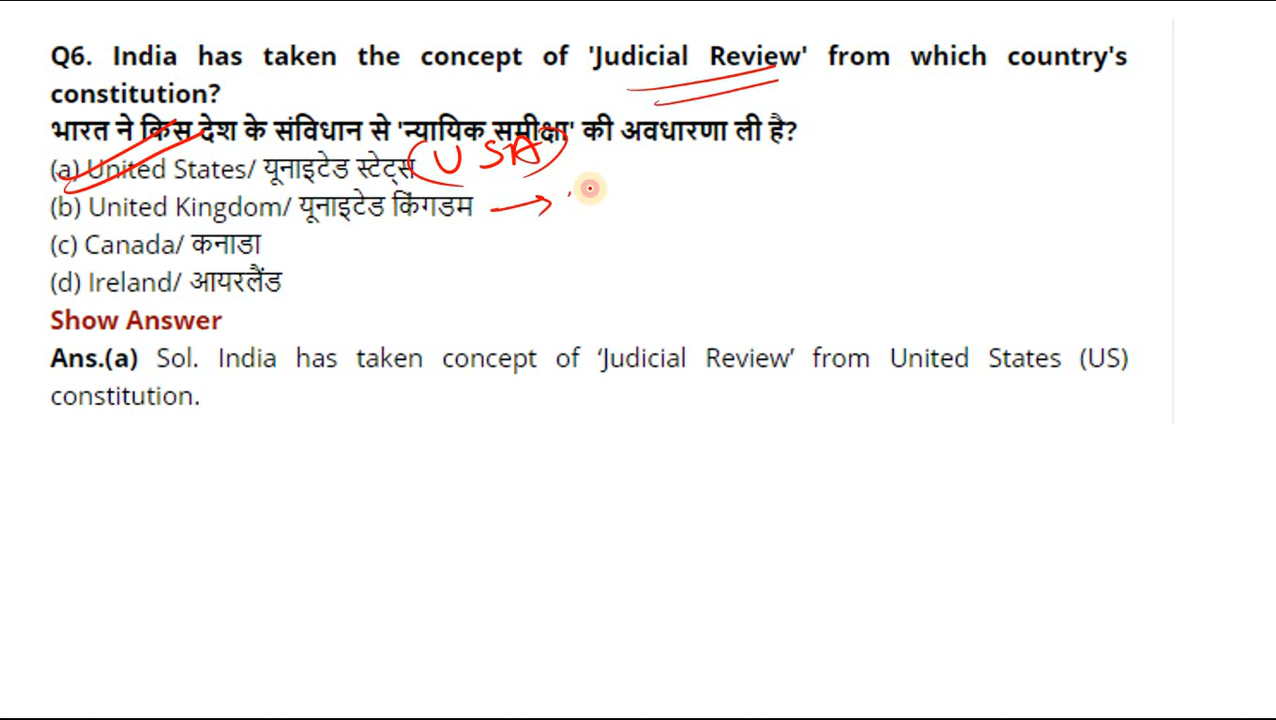 Q6. India has taken the concept of 'Judicial Review' from which country's
constitution?
भारत ने किस देश के संविधान से 'न्यायिक समीक्षा' की अवधारणा ली है?
(a) United States/ यूनाइटेड स्टेट्स USA
(b) United Kingdom/ यूनाइटेड किंगडम
(c) Canada/ कनाडा
(d) Ireland/ आयरलैंड
Show Answer
Ans.(a) Sol. India has taken concept of ‘Judicial Review’ from United States (US)
constitution.